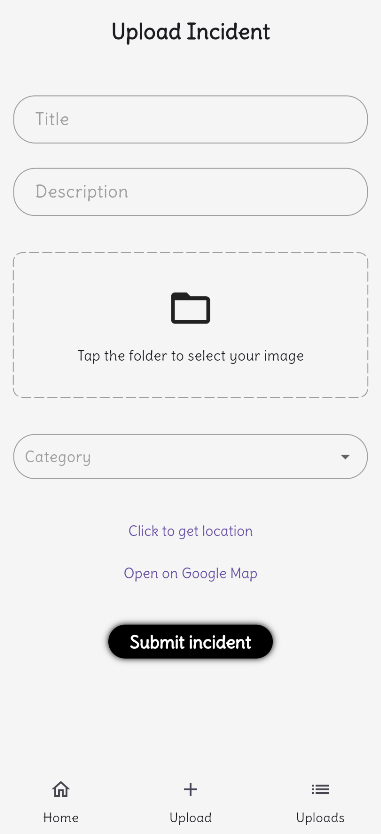 Upload Incident
Title
Description
Tap the folder to select your image
Category
Click to get location
Open on Google Map
Submit incident
Home
Upload
Uploads